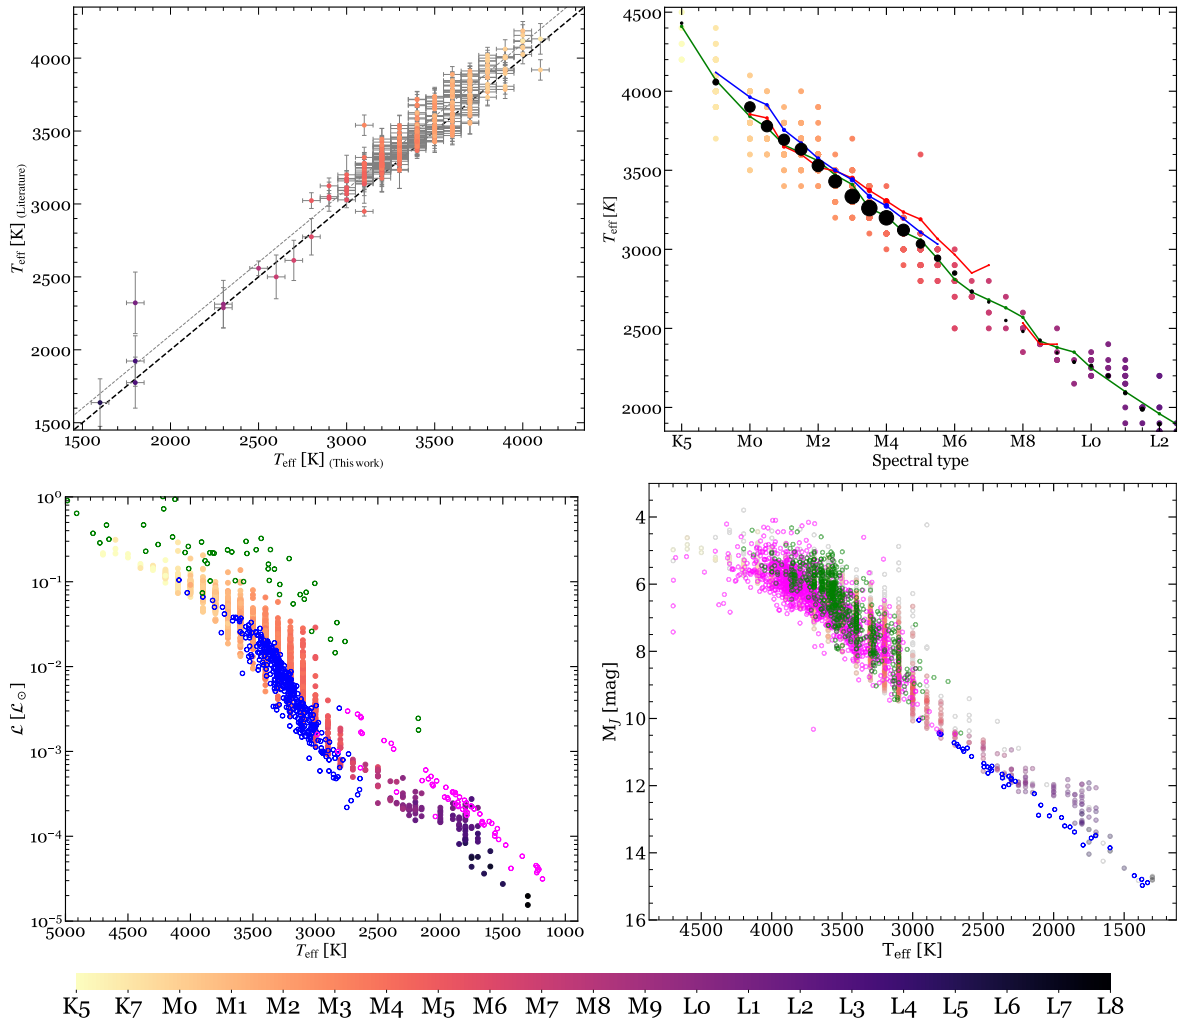 4000
3500
3000
2500
2000
1500
T_eff [K] (Literature)
1500 2000 2500 3000 3500 4000
T_eff [K] (This work)
4500
4000
3500
3000
2500
2000
T_eff [K]
K5 M0 M2 M4 M6 M8 L0 L2
Spectral type
10^0
10^-1
10^-2
10^-3
10^-4
10^-5
ℒ [ℒ_⊙]
5000 4500 4000 3500 3000 2500 2000 1500 1000
T_eff [K]
4
6
8
10
12
14
16
M_J [mag]
4500 4000 3500 3000 2500 2000 1500
T_eff [K]
K5 K7 M0 M1 M2 M3 M4 M5 M6 M7 M8 M9 L0 L1 L2 L3 L4 L5 L6 L7 L8